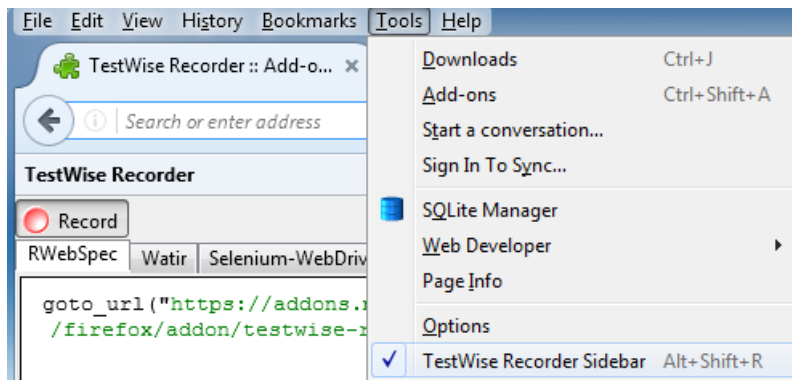 File Edit View History Bookmarks Tools Help
TestWise Recorder :: Add-o...
Search or enter address
TestWise Recorder
Record
RWebSpec Watir Selenium-WebDriv
goto_url("https://addons.
/firefox/addon/testwise-r
Downloads Ctrl+J
Add-ons Ctrl+Shift+A
Start a conversation...
Sign In To Sync...
SQLite Manager
Web Developer
Page Info
Options
TestWise Recorder Sidebar Alt+Shift+R